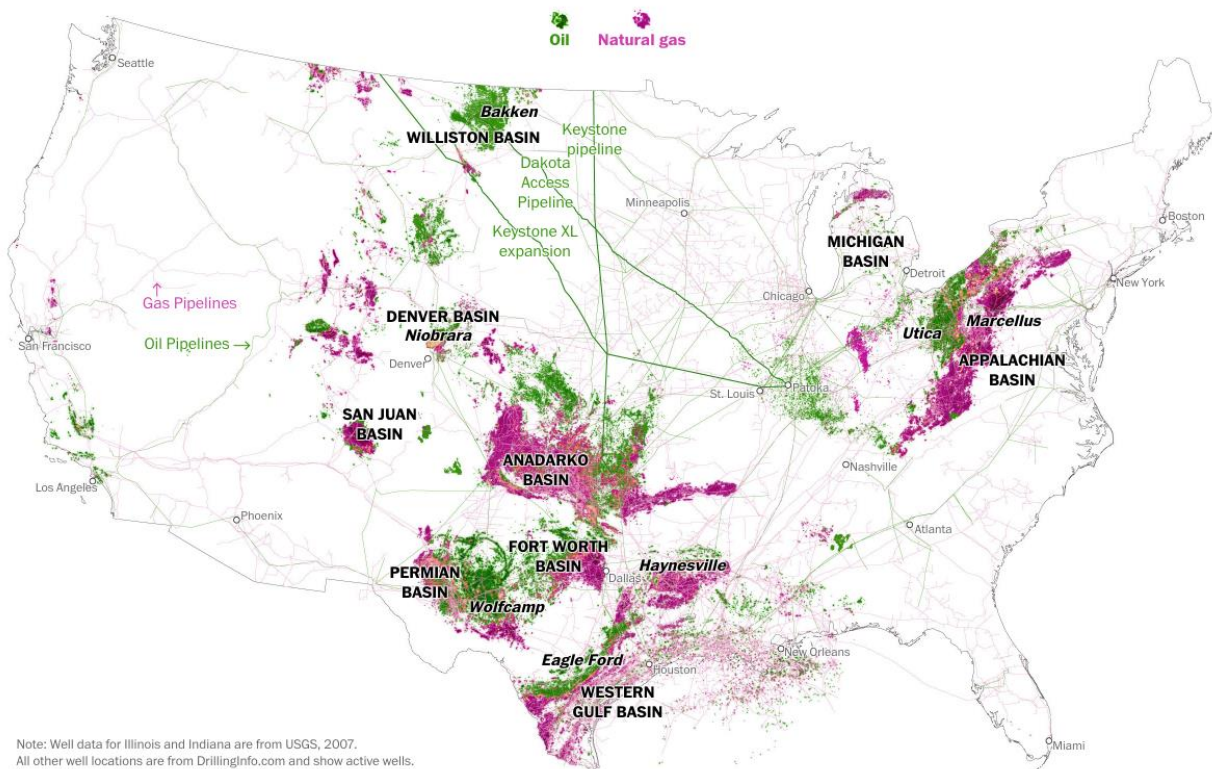 Oil
Natural gas
Seattle
Bakken
WILLISTON BASIN
Keystone
pipeline
Dakota
Access
Pipeline
Minneapolis
Keystone XL
expansion
Boston
MICHIGAN
BASIN
Detroit
New York
Chicago
↑
Gas Pipelines
Oil Pipelines →
San Francisco
DENVER BASIN
Niobrara
Denver
Utica
Marcellus
APPALACHIAN
BASIN
St. Louis
Patoka
SAN JUAN
BASIN
ANADARKO
BASIN
Nashville
Los Angeles
Phoenix
Atlanta
FORT WORTH
BASIN
Dallas
Haynesville
PERMIAN
BASIN
Wolfcamp
Eagle Ford
Houston
New Orleans
WESTERN
GULF BASIN
Miami
Note: Well data for Illinois and Indiana are from USGS, 2007.
All other well locations are from DrillingInfo.com and show active wells.